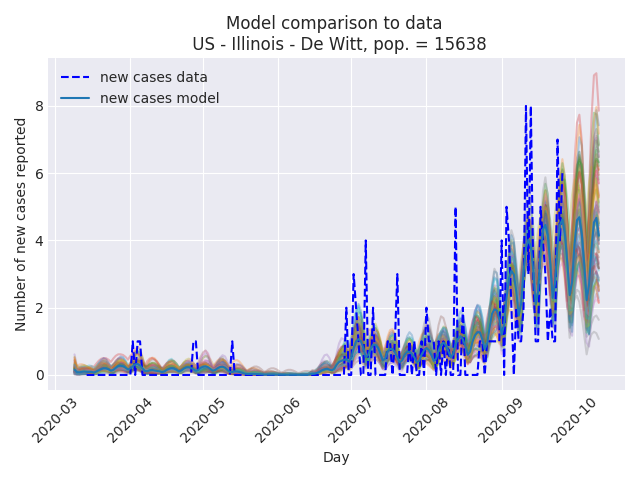 Model comparison to data
US - Illinois - De Witt, pop. = 15638
new cases data
new cases model
Number of new cases reported
8
6
4
2
0
2020-03
2020-04
2020-05
2020-06
2020-07
2020-08
2020-09
2020-10
Day